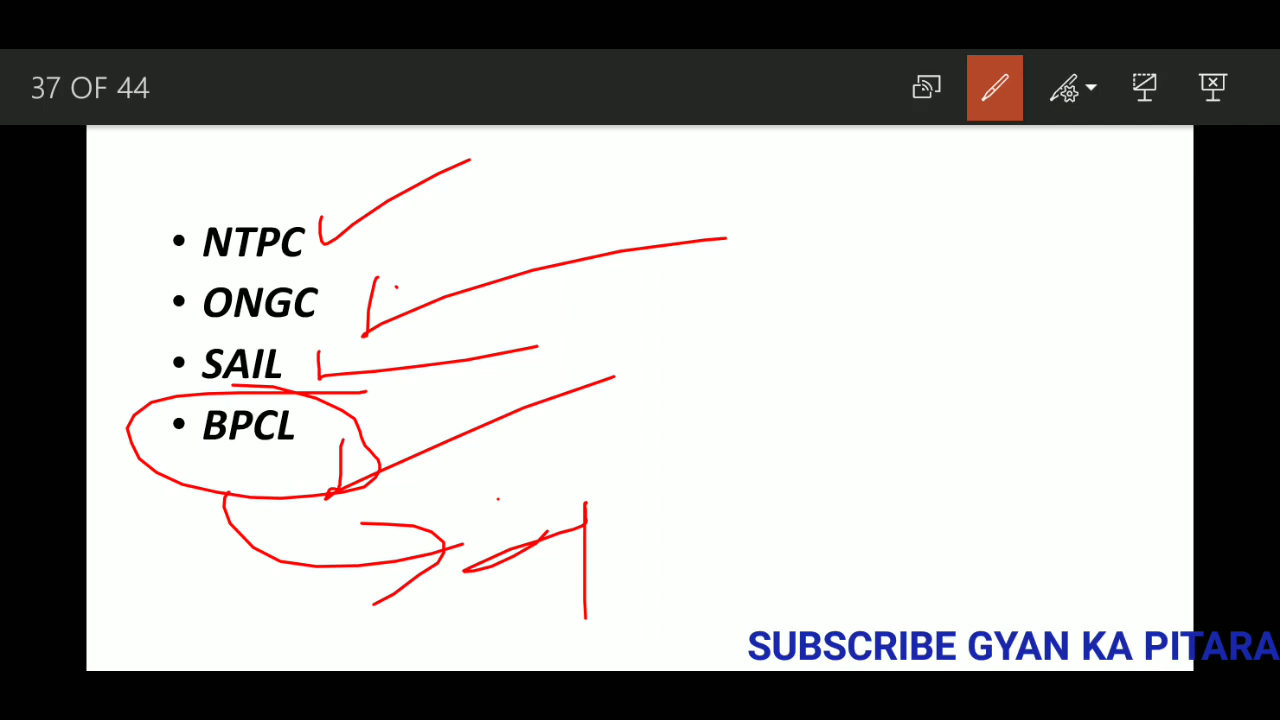 37 OF 44
• NTPC
• ONGC
• SAIL
• BPCL
SUBSCRIBE GYAN KA PITARA